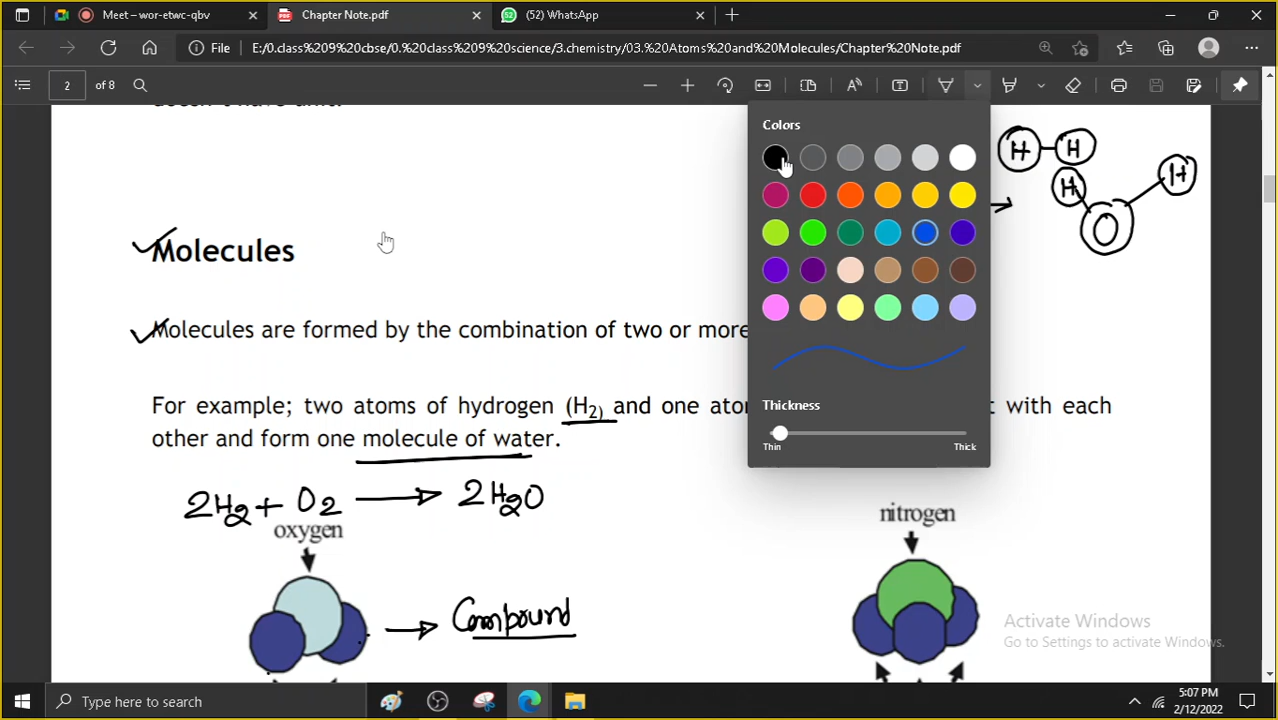 Meet – wor-etwc-qbv
Chapter Note.pdf
(52) WhatsApp
File
E:/0.class%209%20cbse/0.%20class%209%20science/3.chemistry/03.%20Atoms%20and%20Molecules/Chapter%20Note.pdf
2 of 8
Colors
H H
H H
O
✓Molecules
✓Molecules are formed by the combination of two or more
For example; two atoms of hydrogen (H2) and one with each
other and form one molecule of water.
Thickness
Thin Thick
2H2 + O2 → 2H2O
oxygen
nitrogen
→ Compound
Activate Windows
Go to Settings to activate Windows.
Type here to search
5:07 PM
2/12/2022